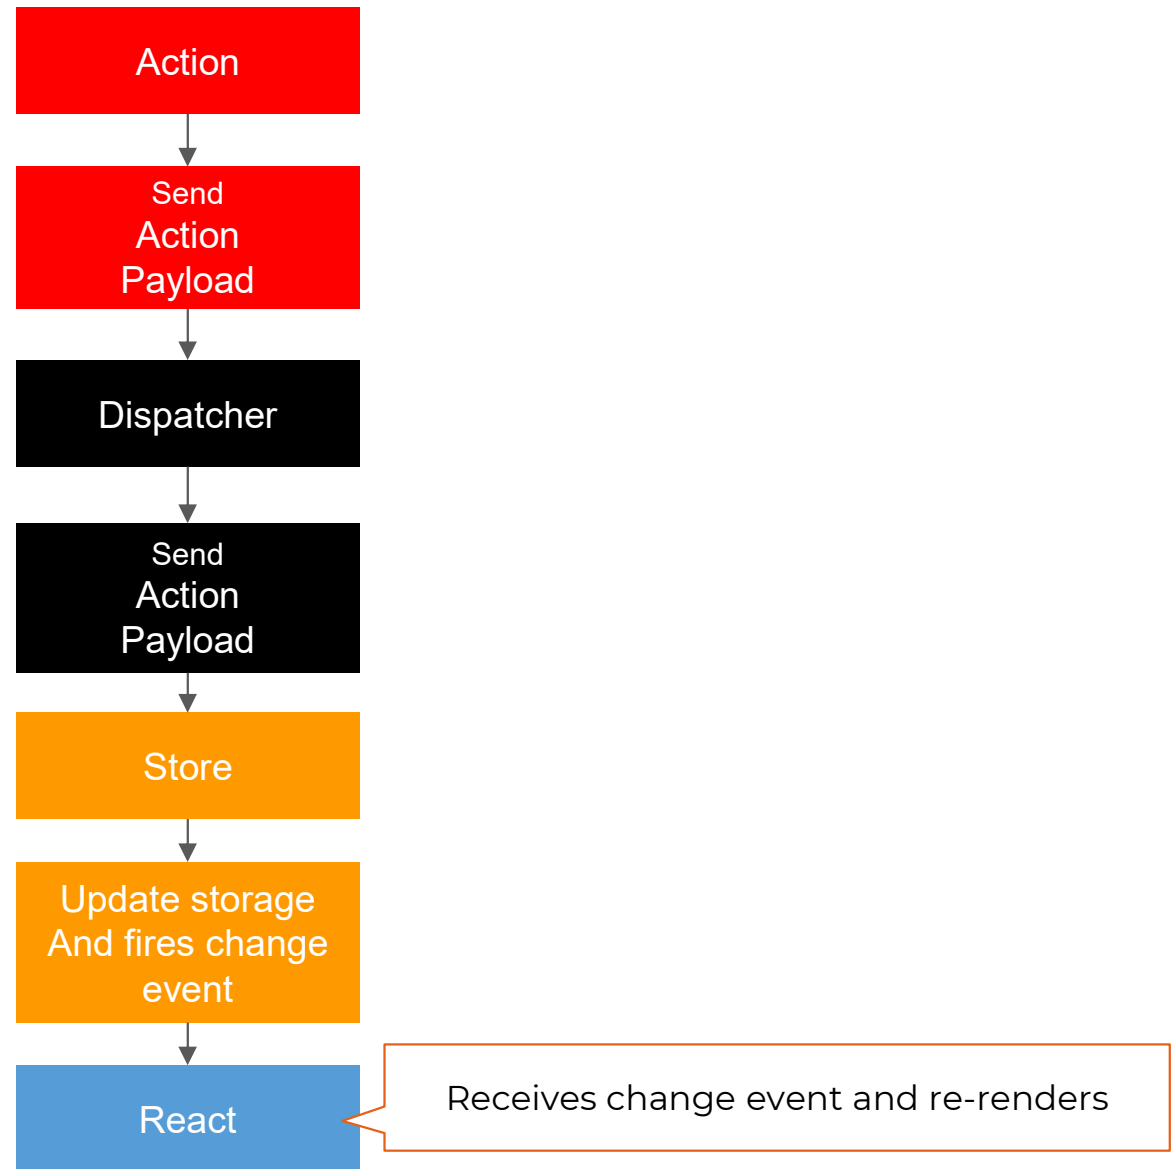 Action
Send
Action
Payload
Dispatcher
Send
Action
Payload
Store
Update storage
And fires change
event
React
Receives change event and re-renders